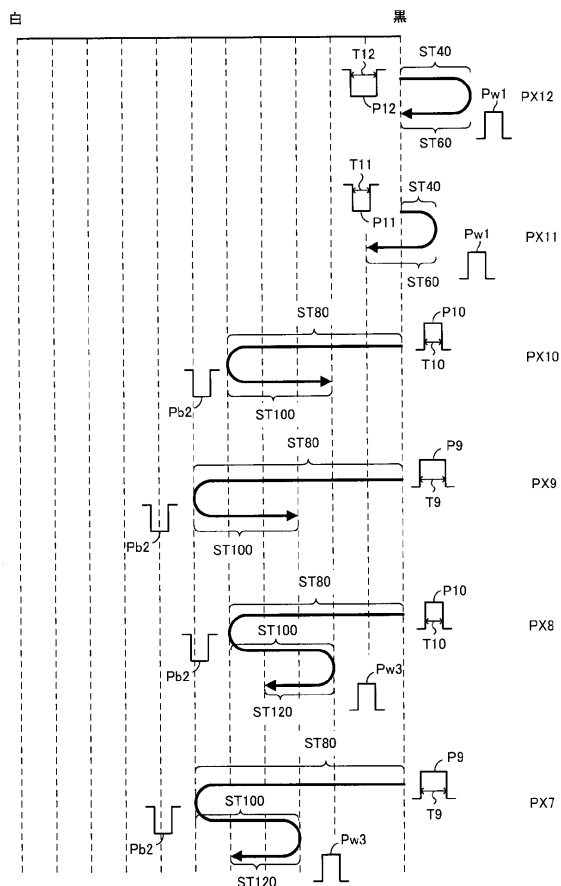 白
黒
T12
ST40
P12
Pw1
PX12
ST60
T11
ST40
P11
Pw1
PX11
ST60
ST80
P10
T10
PX10
Pb2
ST100
ST80
P9
T9
PX9
Pb2
ST100
ST80
P10
T10
PX8
ST100
Pb2
Pw3
ST120
ST80
P9
T9
PX7
ST100
Pb2
Pw3
ST120